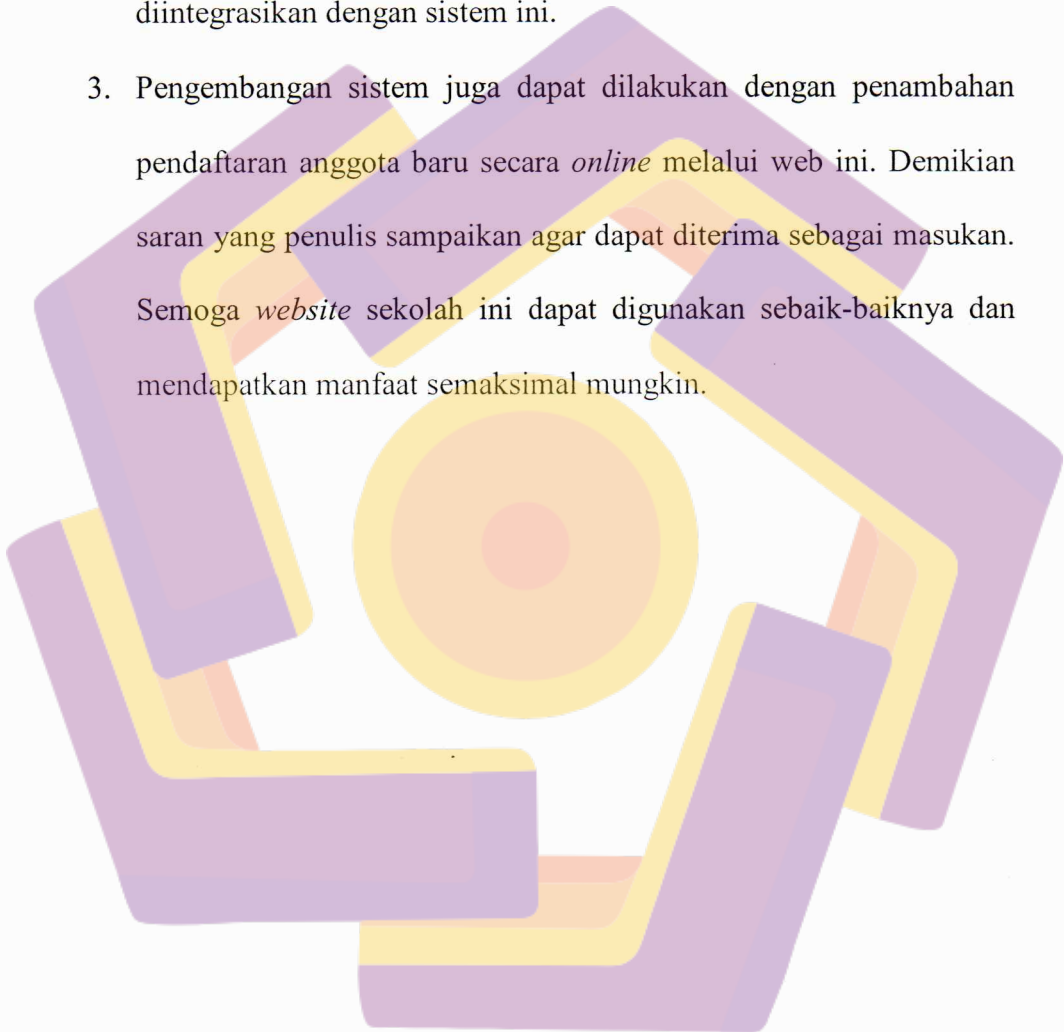 diintegrasikan dengan sistem ini.
3. Pengembangan sistem juga dapat dilakukan dengan penambahan
pendaftaran anggota baru secara online melalui web ini. Demikian
saran yang penulis sampaikan agar dapat diterima sebagai masukan.
Semoga website sekolah ini dapat digunakan sebaik-baiknya dan
mendapatkan manfaat semaksimal mungkin.